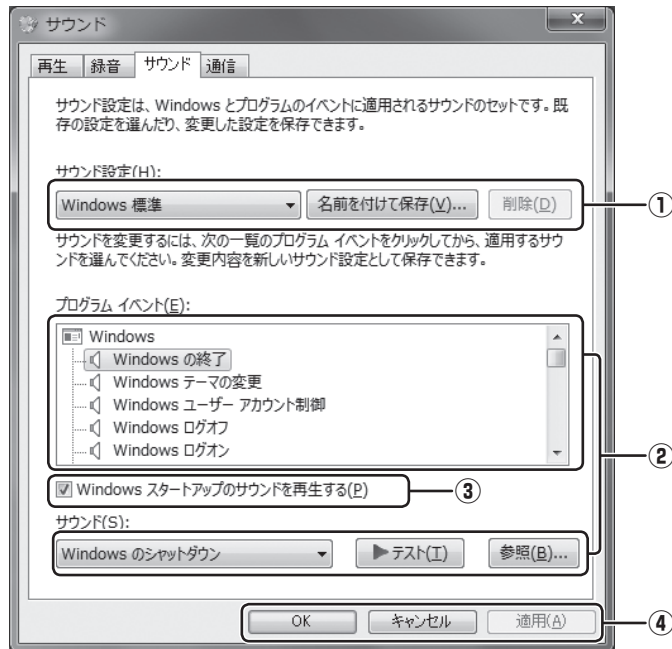 サウンド
再生 録音 サウンド 通信
サウンド設定は、Windows とプログラムのイベントに適用されるサウンドのセットです。既
存の設定を選んだり、変更した設定を保存できます。
サウンド設定(H):
Windows 標準 名前を付けて保存(V)... 削除(D) ①
サウンドを変更するには、次の一覧のプログラム イベントをクリックしてから、適用するサウ
ンドを選んでください。変更内容を新しいサウンド設定として保存できます。
プログラム イベント(E):
Windows
Windows の終了
Windows テーマの変更
Windows ユーザー アカウント制御
Windows ログオフ
Windows ログオン
②
Windows スタートアップのサウンドを再生する(P) ③
サウンド(S):
Windows のシャットダウン ▶テスト(T) 参照(B)...
OK キャンセル 適用(A) ④